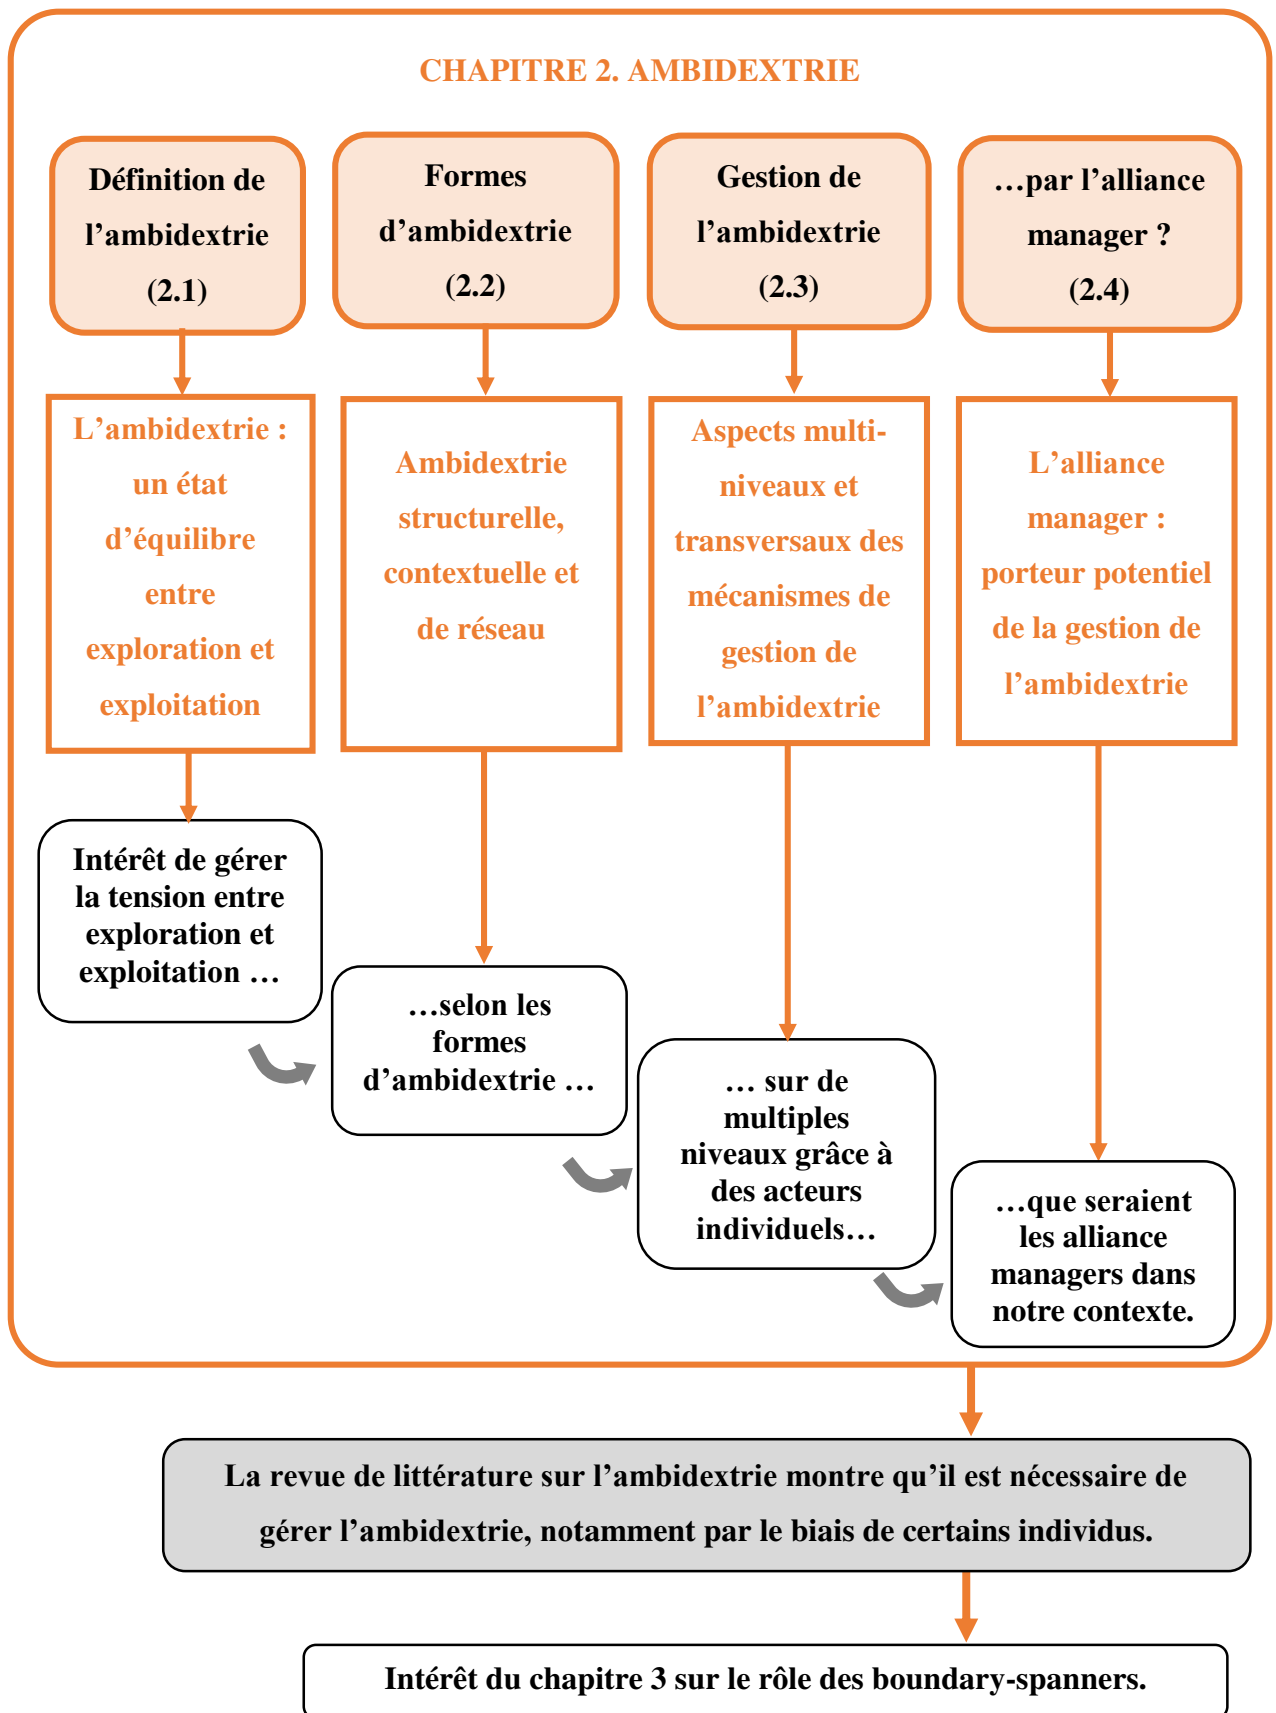 CHAPITRE 2. AMBIDEXTRIE
Définition de
l’ambidextrie
(2.1)
Formes
d’ambidextrie
(2.2)
Gestion de
l’ambidextrie
(2.3)
…par l’alliance
manager ?
(2.4)
L’ambidextrie :
un état
d’équilibre
entre
exploration et
exploitation
Ambidextrie
structurelle,
contextuelle et
de réseau
Aspects multi-
niveaux et
transversaux des
mécanismes de
gestion de
l’ambidextrie
L’alliance
manager :
porteur potentiel
de la gestion de
l’ambidextrie
Intérêt de gérer
la tension entre
exploration et
exploitation …
…selon les
formes
d’ambidextrie …
… sur de
multiples
niveaux grâce à
des acteurs
individuels…
…que seraient
les alliance
managers dans
notre contexte.
La revue de littérature sur l’ambidextrie montre qu’il est nécessaire de
gérer l’ambidextrie, notamment par le biais de certains individus.
Intérêt du chapitre 3 sur le rôle des boundary-spanners.